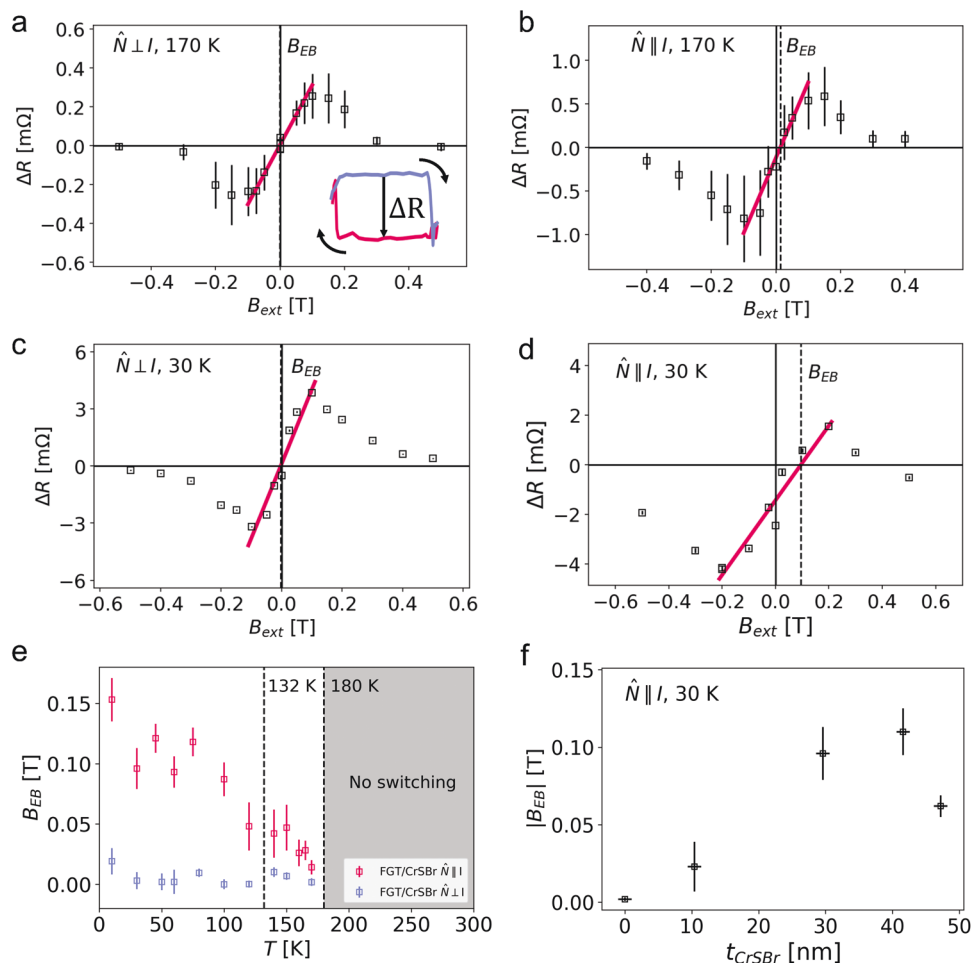 a
N̂ ⊥ I, 170 K
B_EB
ΔR [mΩ]
0.6
0.4
0.2
0.0
−0.2
−0.4
−0.6
ΔR
−0.4 −0.2 0.0 0.2 0.4
B_ext [T]
b
N̂ ∥ I, 170 K
B_EB
ΔR [mΩ]
1.0
0.5
0.0
−0.5
−1.0
−0.4 −0.2 0.0 0.2 0.4
B_ext [T]
c
N̂ ⊥ I, 30 K
B_EB
ΔR [mΩ]
6
3
0
−3
−6
−0.6 −0.4 −0.2 0.0 0.2 0.4 0.6
B_ext [T]
d
N̂ ∥ I, 30 K
B_EB
ΔR [mΩ]
4
2
0
−2
−4
−0.6 −0.4 −0.2 0.0 0.2 0.4 0.6
B_ext [T]
e
132 K
180 K
No switching
B_EB [T]
0.15
0.10
0.05
0.00
FGT/CrSBr N̂ ∥ I
FGT/CrSBr N̂ ⊥ I
0 50 100 150 200 250 300
T [K]
f
N̂ ∥ I, 30 K
|B_EB| [T]
0.15
0.10
0.05
0.00
0 10 20 30 40 50
t_CrSBr [nm]